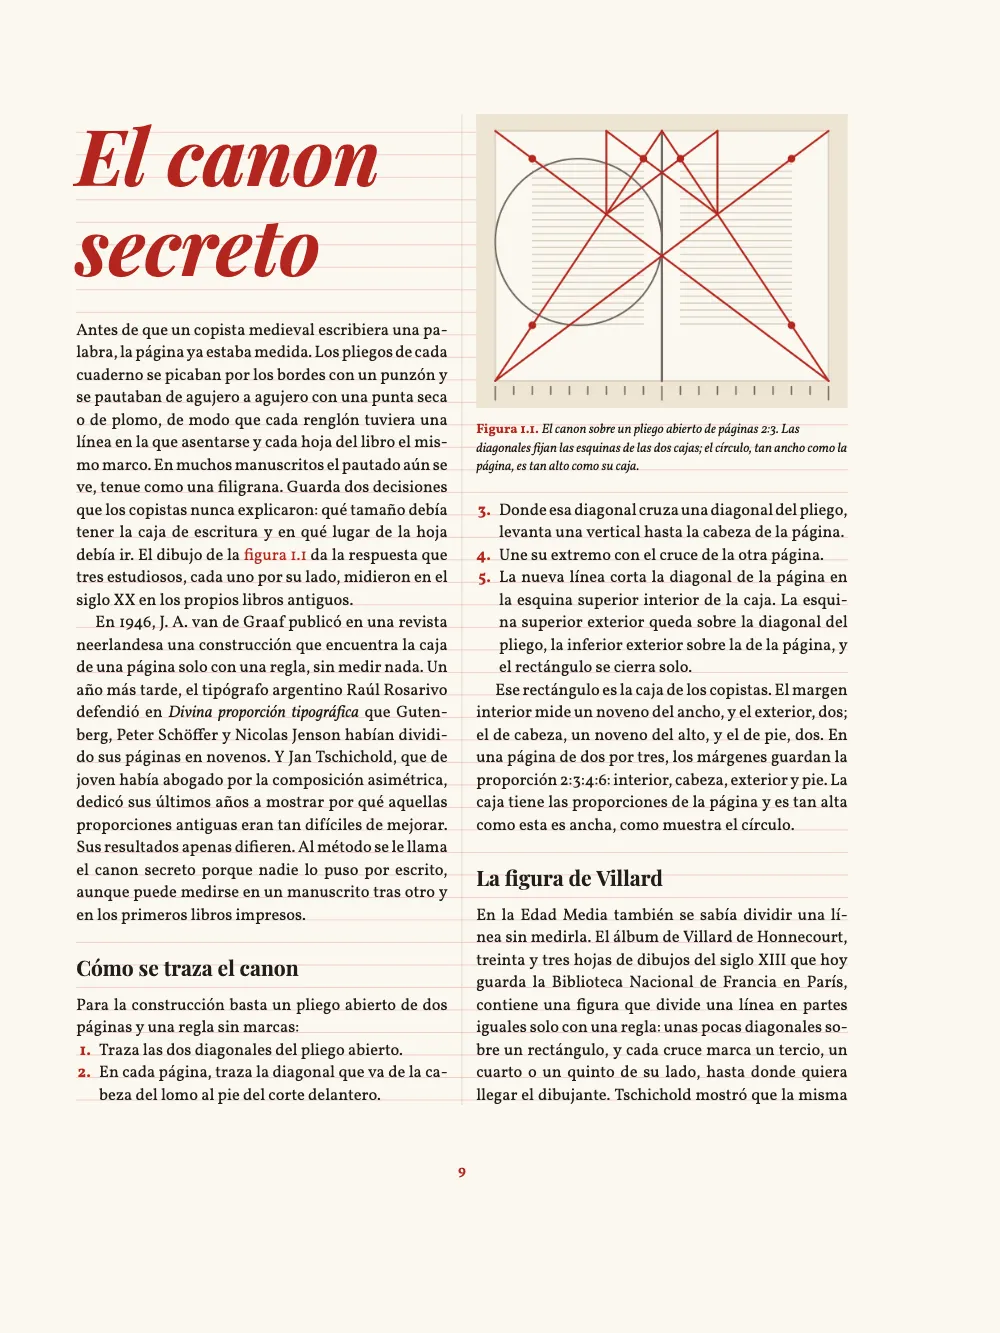 El canon
secreto
Antes de que un copista medieval escribiera una pa-
labra, la página ya estaba medida. Los pliegos de cada
cuaderno se picaban por los bordes con un punzón y
se pautaban de agujero a agujero con una punta seca
o de plomo, de modo que cada renglón tuviera una
línea en la que asentarse y cada hoja del libro el mis-
mo marco. En muchos manuscritos el pautado aún se
ve, tenue como una filigrana. Guarda dos decisiones
que los copistas nunca explicaron: qué tamaño debía
tener la caja de escritura y en qué lugar de la hoja
debía ir. El dibujo de la figura 1.1 da la respuesta que
tres estudiosos, cada uno por su lado, midieron en el
siglo XX en los propios libros antiguos.
En 1946, J. A. van de Graaf publicó en una revista
neerlandesa una construcción que encuentra la caja
de una página solo con una regla, sin medir nada. Un
año más tarde, el tipógrafo argentino Raúl Rosarivo
defendió en Divina proporción tipográfica que Guten-
berg, Peter Schöffer y Nicolas Jenson habían dividi-
do sus páginas en novenos. Y Jan Tschichold, que de
joven había abogado por la composición asimétrica,
dedicó sus últimos años a mostrar por qué aquellas
proporciones antiguas eran tan difíciles de mejorar.
Sus resultados apenas difieren. Al método se le llama
el canon secreto porque nadie lo puso por escrito,
aunque puede medirse en un manuscrito tras otro y
en los primeros libros impresos.
Cómo se traza el canon
Para la construcción basta un pliego abierto de dos
páginas y una regla sin marcas:
1. Traza las dos diagonales del pliego abierto.
2. En cada página, traza la diagonal que va de la ca-
beza del lomo al pie del corte delantero.
Figura 1.1. El canon sobre un pliego abierto de páginas 2:3. Las
diagonales fijan las esquinas de las dos cajas; el círculo, tan ancho como la
página, es tan alto como su caja.
3. Donde esa diagonal cruza una diagonal del pliego,
levanta una vertical hasta la cabeza de la página.
4. Une su extremo con el cruce de la otra página.
5. La nueva línea corta la diagonal de la página en
la esquina superior interior de la caja. La esqui-
na superior exterior queda sobre la diagonal del
pliego, la inferior exterior sobre la de la página, y
el rectángulo se cierra solo.
Ese rectángulo es la caja de los copistas. El margen
interior mide un noveno del ancho, y el exterior, dos;
el de cabeza, un noveno del alto, y el de pie, dos. En
una página de dos por tres, los márgenes guardan la
proporción 2:3:4:6: interior, cabeza, exterior y pie. La
caja tiene las proporciones de la página y es tan alta
como esta es ancha, como muestra el círculo.
La figura de Villard
En la Edad Media también se sabía dividir una lí-
nea sin medirla. El álbum de Villard de Honnecourt,
treinta y tres hojas de dibujos del siglo XIII que hoy
guarda la Biblioteca Nacional de Francia en París,
contiene una figura que divide una línea en partes
iguales solo con una regla: unas pocas diagonales so-
bre un rectángulo, y cada cruce marca un tercio, un
cuarto o un quinto de su lado, hasta donde quiera
llegar el dibujante. Tschichold mostró que la misma
9